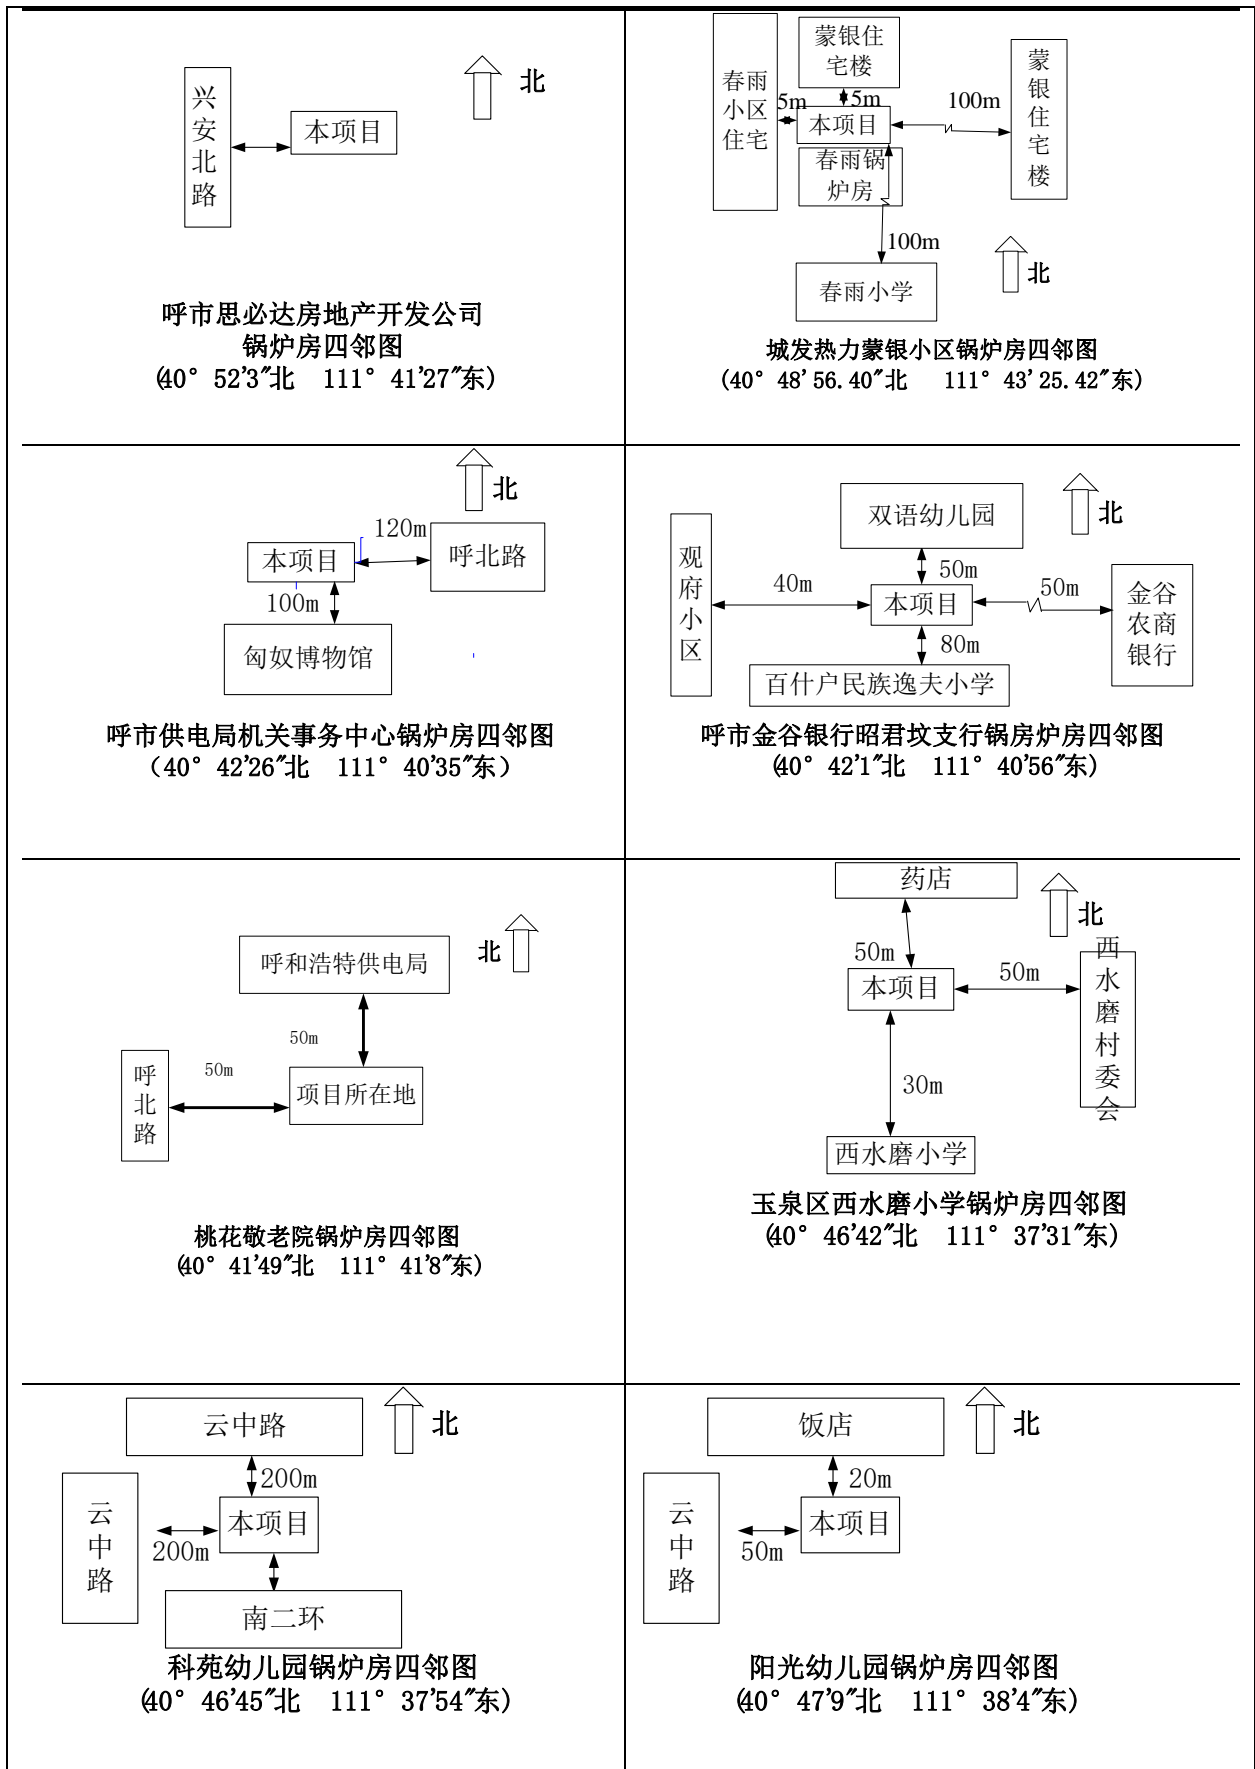 北
兴安北路
本项目
呼市思必达房地产开发公司
锅炉房四邻图
(40°52'3"北 111°41'27"东)
蒙银住
宅楼
春雨
小区
住宅
5m
5m
100m
蒙银住宅楼
本项目
春雨锅
炉房
100m
北
春雨小学
城发热力蒙银小区锅炉房四邻图
(40°48'56.40"北 111°43'25.42"东)
北
120m
呼北路
本项目
100m
匈奴博物馆
呼市供电局机关事务中心锅炉房四邻图
(40°42'26"北 111°40'35"东)
双语幼儿园
北
观府小区
50m
40m
50m
本项目
金谷
农商
银行
80m
百什户民族逸夫小学
呼市金谷银行昭君坟支行锅房炉房四邻图
(40°42'1"北 111°40'56"东)
北
呼和浩特供电局
50m
50m
呼北路
项目所在地
桃花敬老院锅炉房四邻图
(40°41'49"北 111°41'8"东)
药店
北
50m
50m
本项目
西水磨村委会
30m
西水磨小学
玉泉区西水磨小学锅炉房四邻图
(40°46'42"北 111°37'31"东)
云中路
北
200m
云中路
本项目
200m
南二环
科苑幼儿园锅炉房四邻图
(40°46'45"北 111°37'54"东)
饭店
北
20m
云中路
本项目
50m
阳光幼儿园锅炉房四邻图
(40°47'9"北 111°38'4"东)